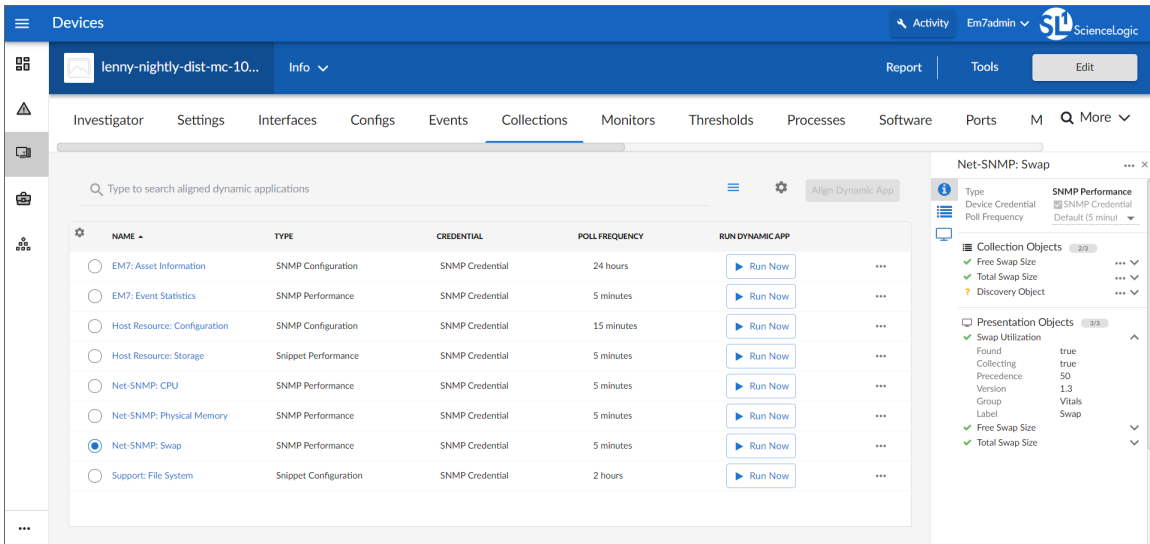 Devices
Activity
Em7admin
SL1 ScienceLogic
lenny-nightly-dist-mc-10...
Info
Report
Tools
Edit
Investigator Settings Interfaces Configs Events Collections Monitors Thresholds Processes Software Ports M More
Type to search aligned dynamic applications
Align Dynamic App
NAME TYPE CREDENTIAL POLL FREQUENCY RUN DYNAMIC APP
EM7: Asset Information SNMP Configuration SNMP Credential 24 hours Run Now
EM7: Event Statistics SNMP Performance SNMP Credential 5 minutes Run Now
Host Resource: Configuration SNMP Configuration SNMP Credential 15 minutes Run Now
Host Resource: Storage Snippet Performance SNMP Credential 5 minutes Run Now
Net-SNMP: CPU SNMP Performance SNMP Credential 5 minutes Run Now
Net-SNMP: Physical Memory SNMP Performance SNMP Credential 5 minutes Run Now
Net-SNMP: Swap SNMP Performance SNMP Credential 5 minutes Run Now
Support: File System Snippet Configuration SNMP Credential 2 hours Run Now
Net-SNMP: Swap
Type SNMP Performance
Device Credential SNMP Credential
Poll Frequency Default (5 minut
Collection Objects 2/3
Free Swap Size
Total Swap Size
? Discovery Object
Presentation Objects 3/3
Swap Utilization
Found true
Collecting true
Precedence 50
Version 1.3
Group Vitals
Label Swap
Free Swap Size
Total Swap Size